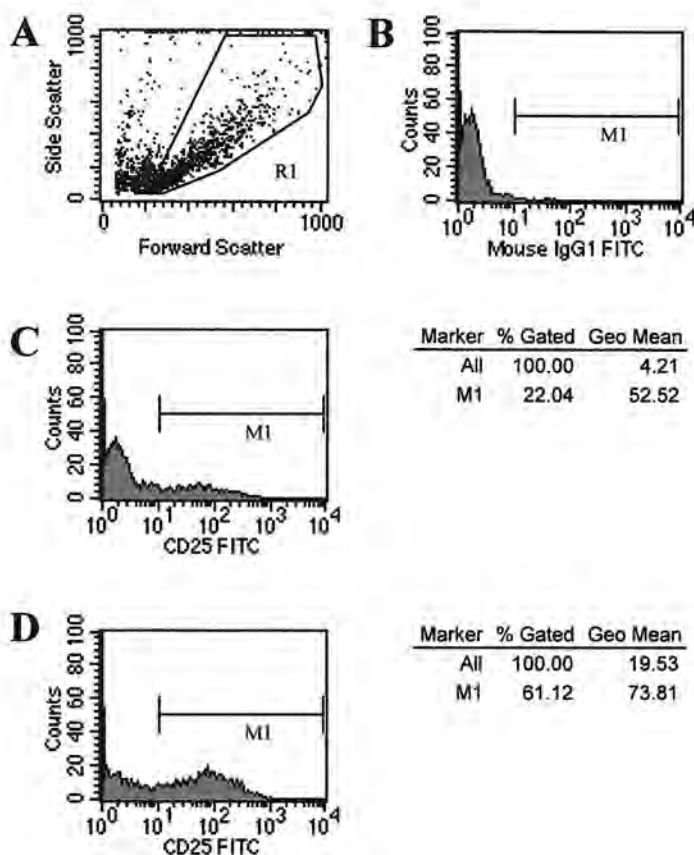 A
Side Scatter
1000
0
R1
0
1000
Forward Scatter
B
Counts
100
80
60
40
20
0
M1
10^0 10^1 10^2 10^3 10^4
Mouse IgG1 FITC
C
Counts
100
80
60
40
20
0
M1
10^0 10^1 10^2 10^3 10^4
CD25 FITC
Marker % Gated Geo Mean
All 100.00 4.21
M1 22.04 52.52
D
Counts
100
80
60
40
20
0
M1
10^0 10^1 10^2 10^3 10^4
CD25 FITC
Marker % Gated Geo Mean
All 100.00 19.53
M1 61.12 73.81